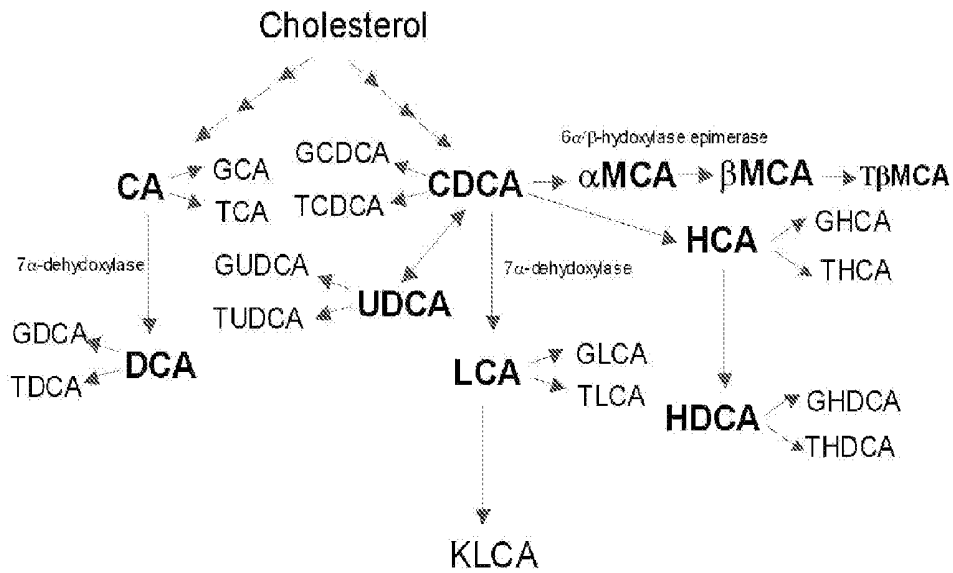 Cholesterol
6α/β-hydoxylase epimerase
GCDCA
GCA
CA
CDCA
αMCA
βMCA
TβMCA
TCA
TCDCA
GHCA
HCA
7α-dehydoxylase
GUDCA
7α-dehydoxylase
THCA
UDCA
TUDCA
GDCA
DCA
GLCA
LCA
TDCA
TLCA
GHDCA
HDCA
THDCA
KLCA